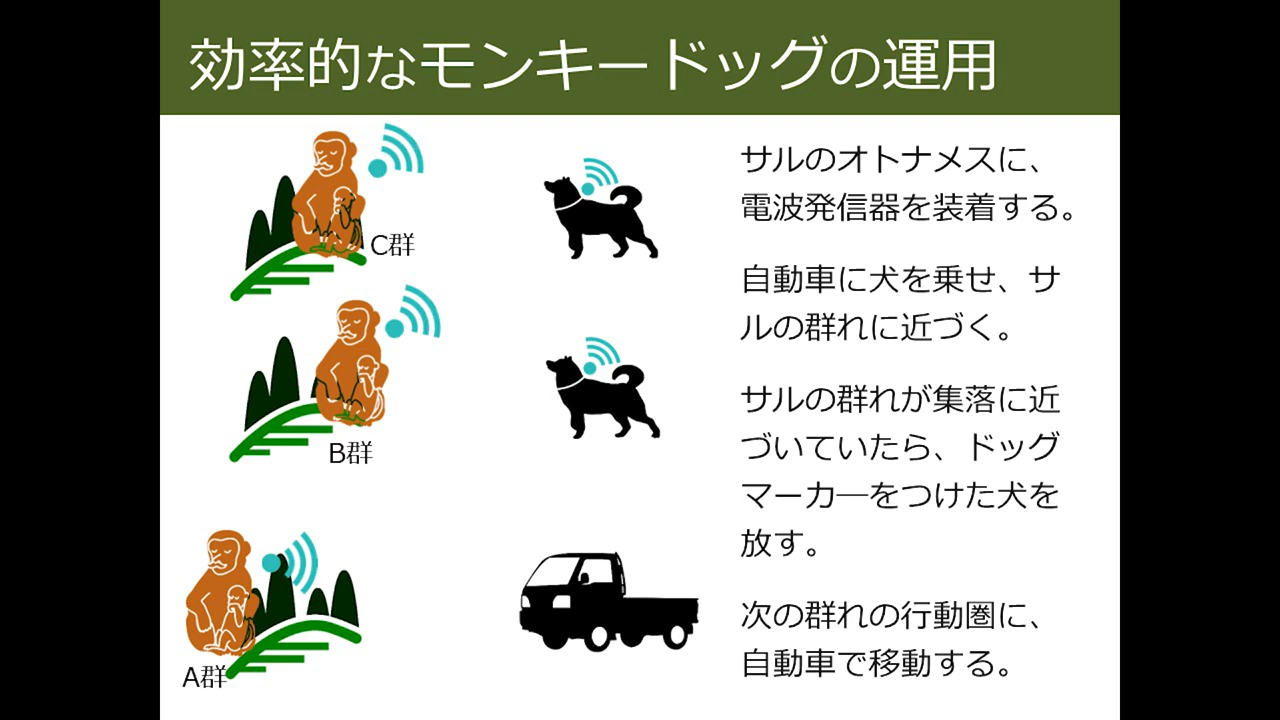 効率的なモンキードッグの運用
サルのオトナメスに、
電波発信器を装着する。
自動車に犬を乗せ、サ
ルの群れに近づく。
サルの群れが集落に近
づいていたら、ドッグ
マーカ―をつけた犬を
放す。
次の群れの行動圏に、
自動車で移動する。
C群
B群
A群